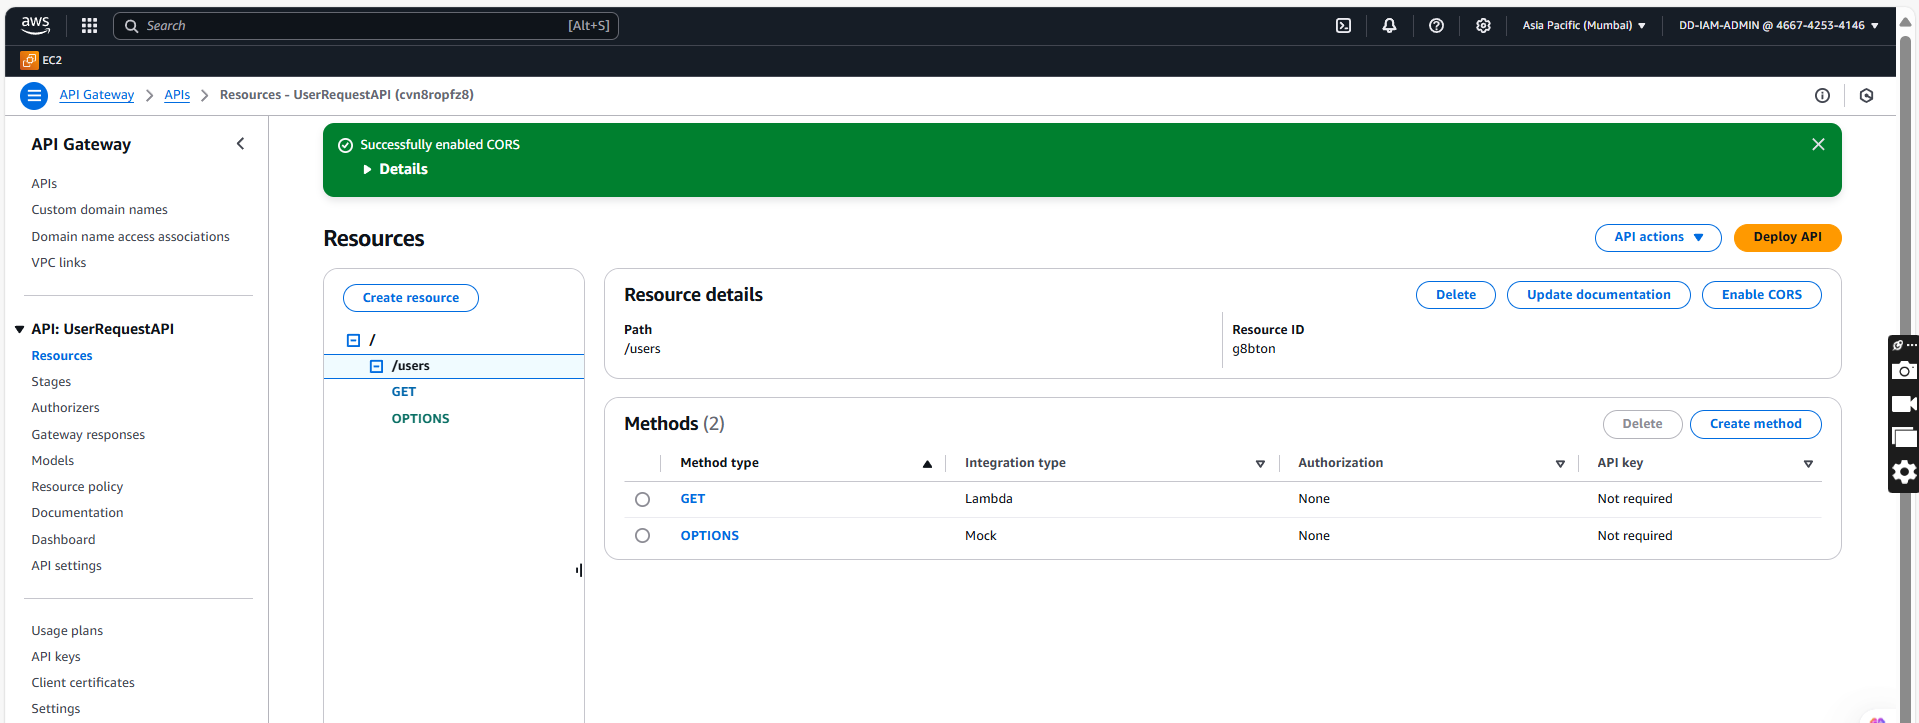 aws
Search [Alt+S]
Asia Pacific (Mumbai) ▼
DD-IAM-ADMIN @ 4667-4253-4146 ▼
EC2
API Gateway > APIs > Resources - UserRequestAPI (cvn8ropfz8)
API Gateway
APIs
Custom domain names
Domain name access associations
VPC links
API: UserRequestAPI
Resources
Stages
Authorizers
Gateway responses
Models
Resource policy
Documentation
Dashboard
API settings
Usage plans
API keys
Client certificates
Settings
Successfully enabled CORS
Details
Resources
API actions ▼ Deploy API
Create resource
/
/users
GET
OPTIONS
Resource details
Delete Update documentation Enable CORS
Path
/users
Resource ID
g8bton
Methods (2)
Delete Create method
Method type Integration type Authorization API key
GET Lambda None Not required
OPTIONS Mock None Not required